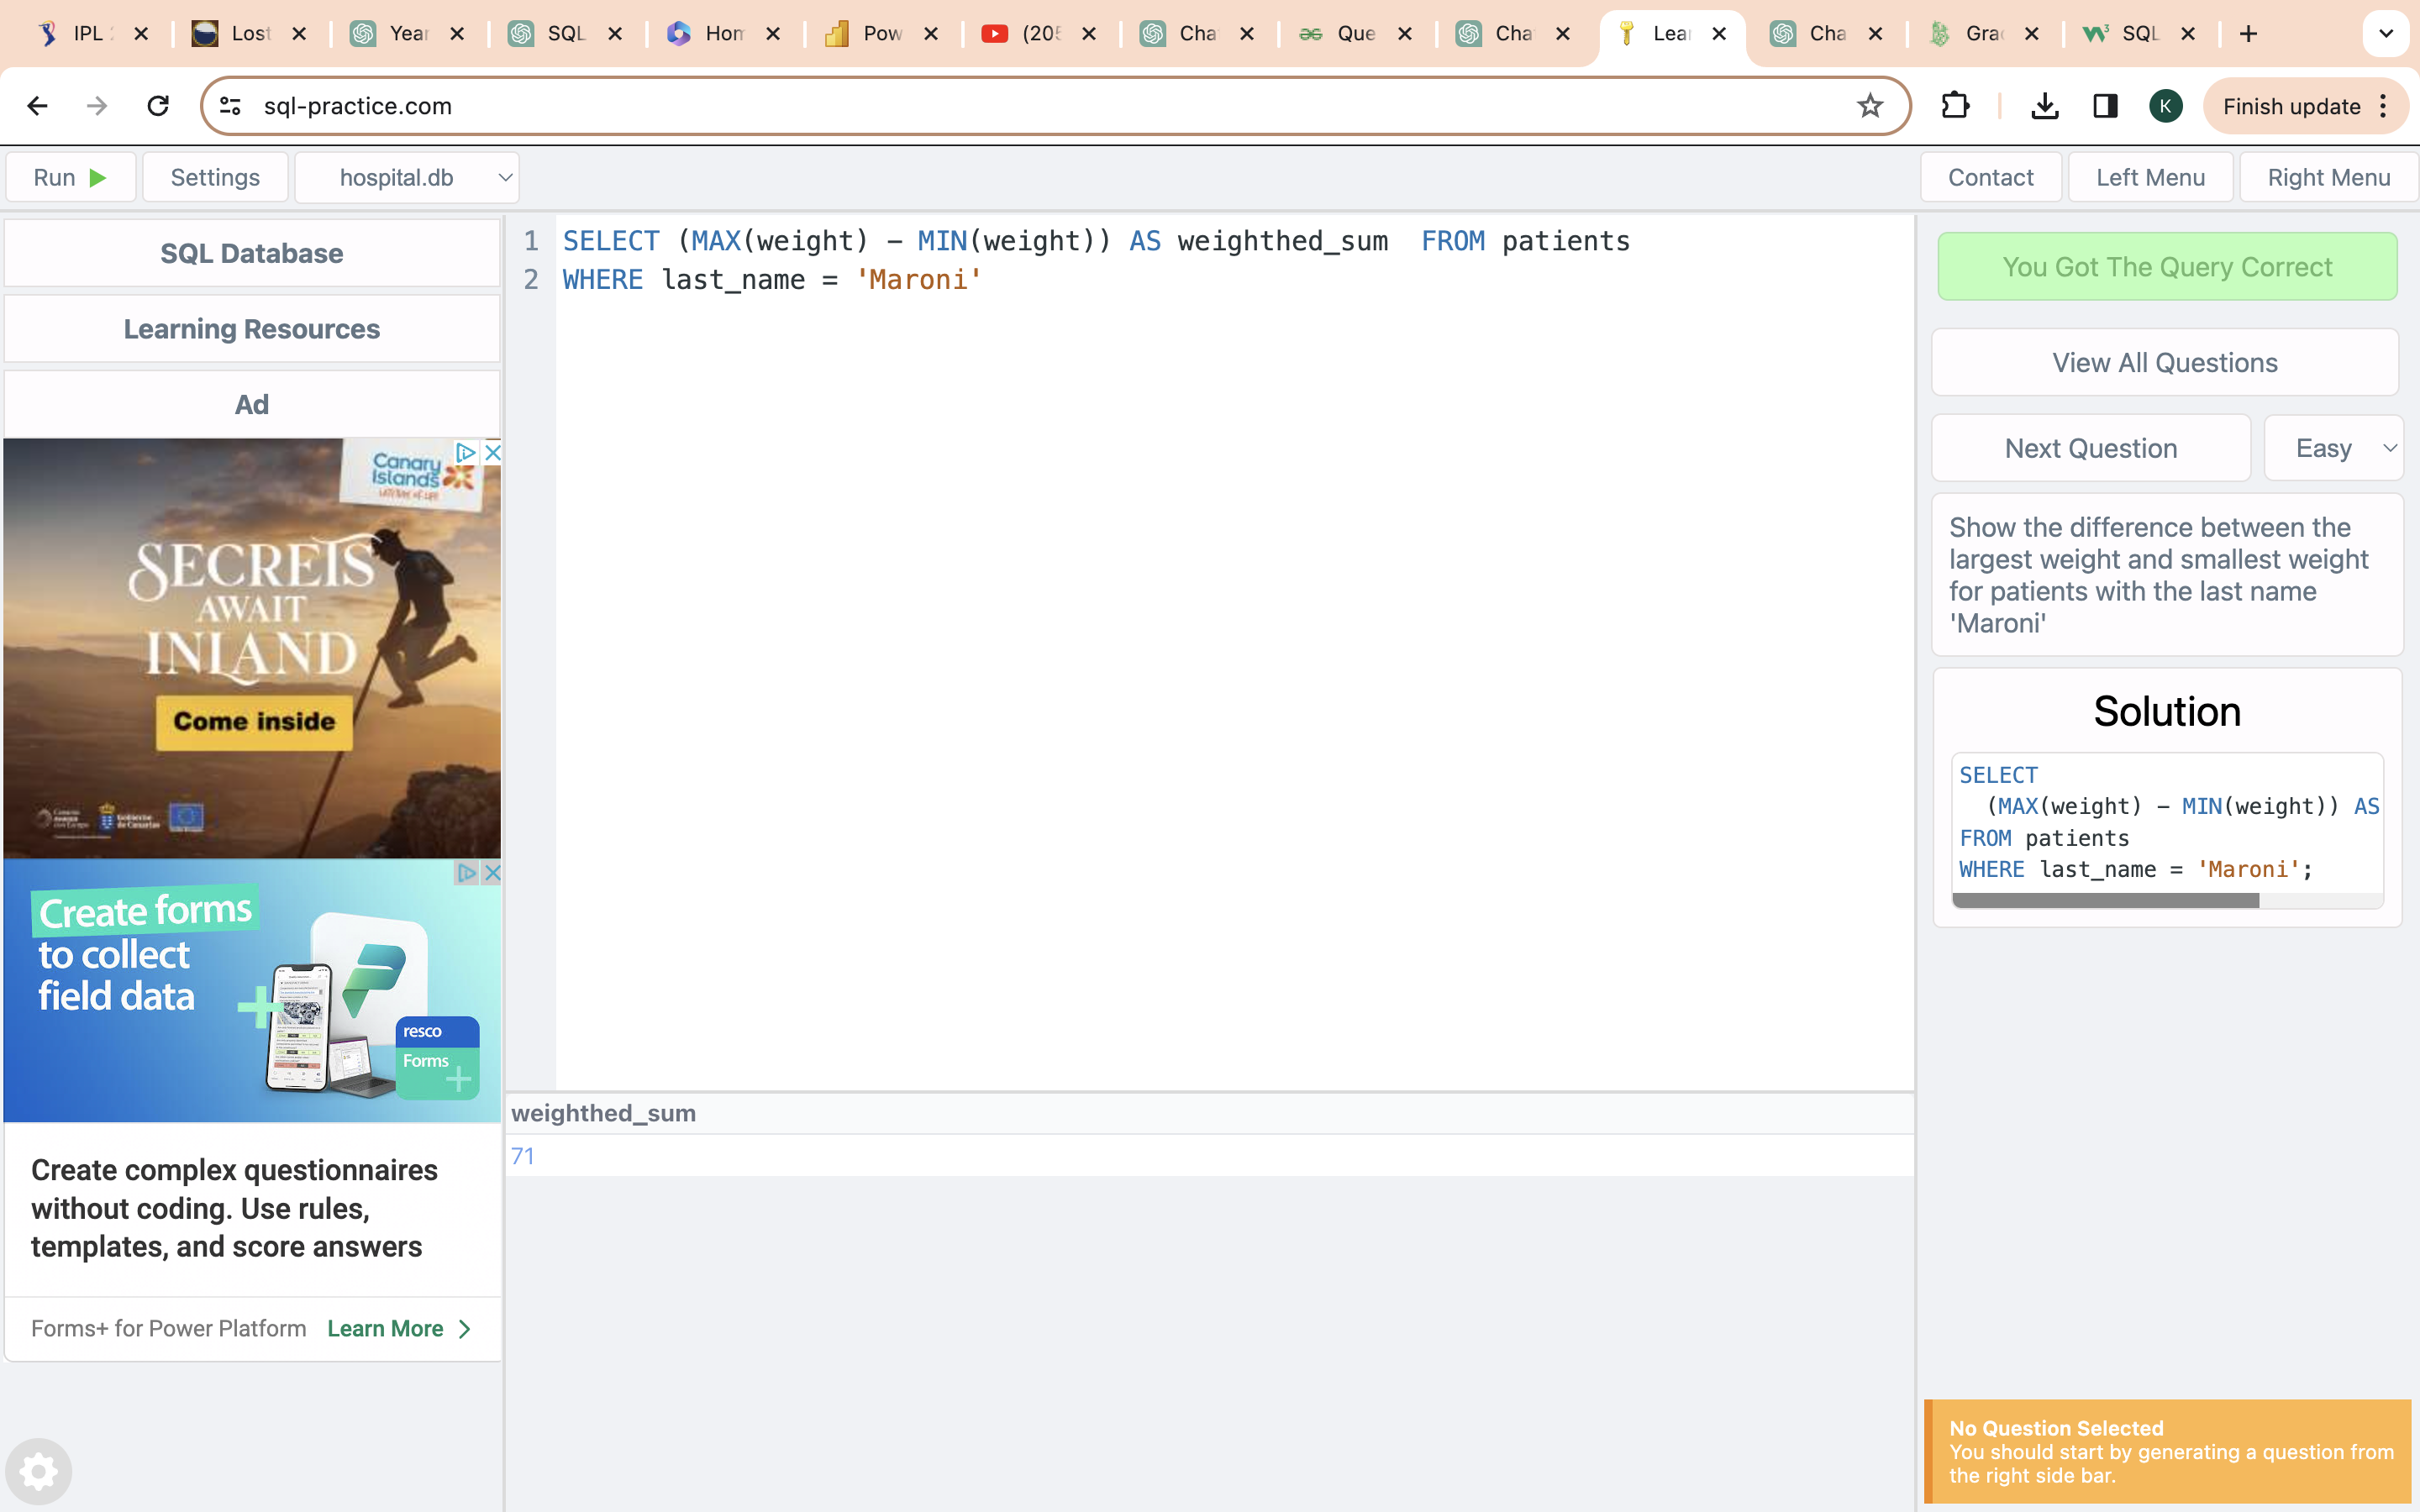 IPL
Lost
Year
SQL
Hom
Pow
(205
Cha
Que
Cha
Lear
Cha
Grac
SQL
sql-practice.com
K
Finish update
Run
Settings
hospital.db
Contact
Left Menu
Right Menu
SQL Database
Learning Resources
Ad
Canary
Islands
SECRETS
AWAIT
INLAND
Come inside
Create forms
to collect
field data
resco
Forms
Create complex questionnaires
without coding. Use rules,
templates, and score answers
Forms+ for Power Platform
Learn More
1 SELECT (MAX(weight) - MIN(weight)) AS weighthed_sum  FROM patients
2 WHERE last_name = 'Maroni'
weighthed_sum
71
You Got The Query Correct
View All Questions
Next Question
Easy
Show the difference between the
largest weight and smallest weight
for patients with the last name
'Maroni'
Solution
SELECT
(MAX(weight) - MIN(weight)) AS
FROM patients
WHERE last_name = 'Maroni';
No Question Selected
You should start by generating a question from
the right side bar.